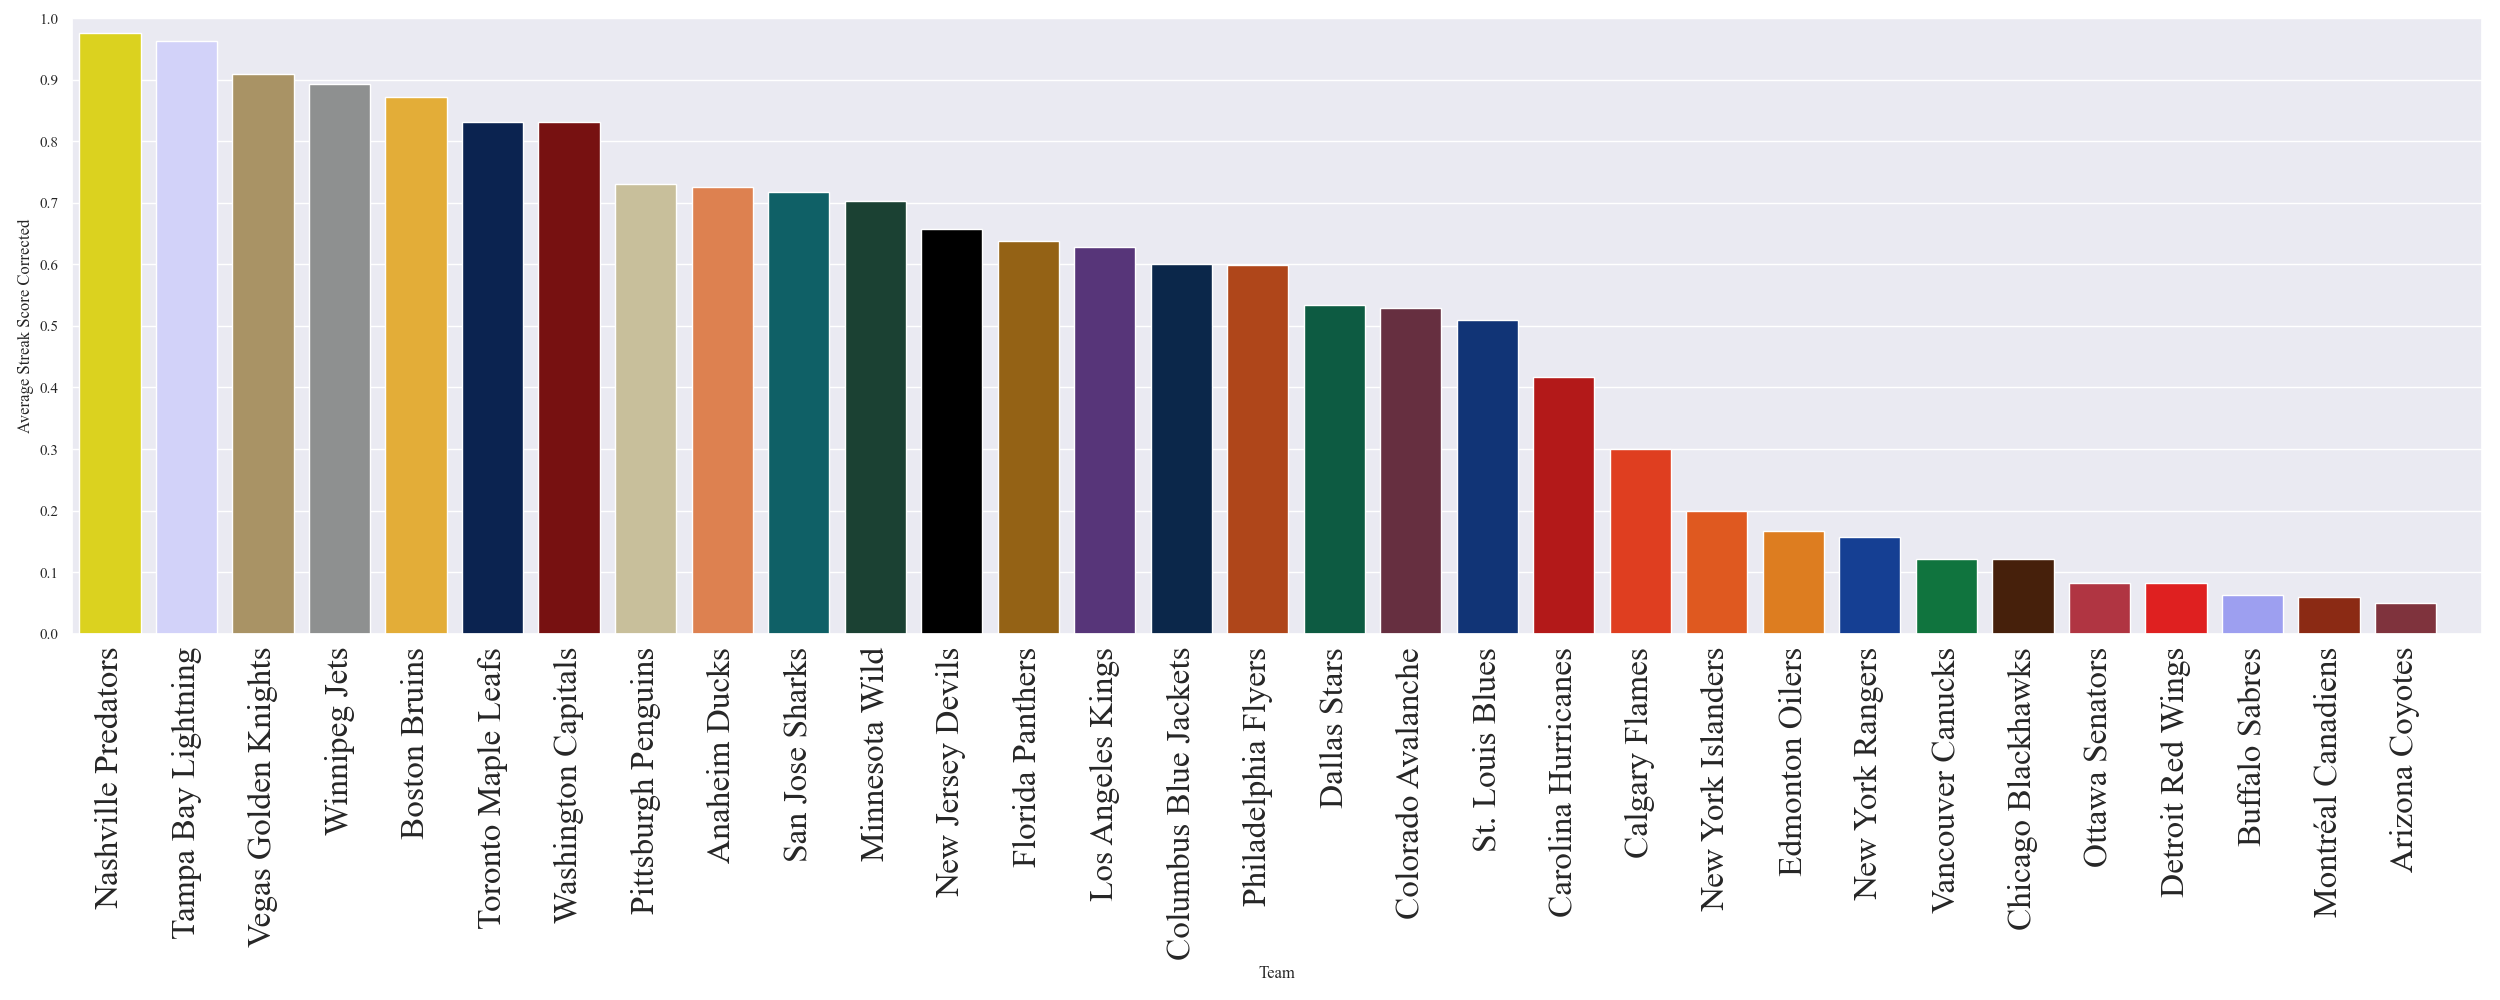 1.0
0.9
0.8
0.7
0.6
0.5
0.4
0.3
0.2
0.1
0.0
Average Streak Score Corrected
Nashville Predators
Tampa Bay Lightning
Vegas Golden Knights
Winnipeg Jets
Boston Bruins
Toronto Maple Leafs
Washington Capitals
Pittsburgh Penguins
Anaheim Ducks
San Jose Sharks
Minnesota Wild
New Jersey Devils
Florida Panthers
Los Angeles Kings
Columbus Blue Jackets
Philadelphia Flyers
Dallas Stars
Colorado Avalanche
St. Louis Blues
Carolina Hurricanes
Calgary Flames
New York Islanders
Edmonton Oilers
New York Rangers
Vancouver Canucks
Chicago Blackhawks
Ottawa Senators
Detroit Red Wings
Buffalo Sabres
Montréal Canadiens
Arizona Coyotes
Team